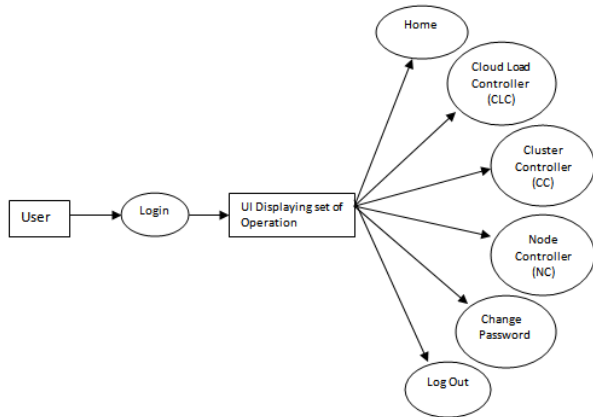 Home
Cloud Load
Controller
(CLC)
Cluster
Controller
(CC)
User
Login
UI Displaying set of
Operation
Node
Controller
(NC)
Change
Password
Log Out